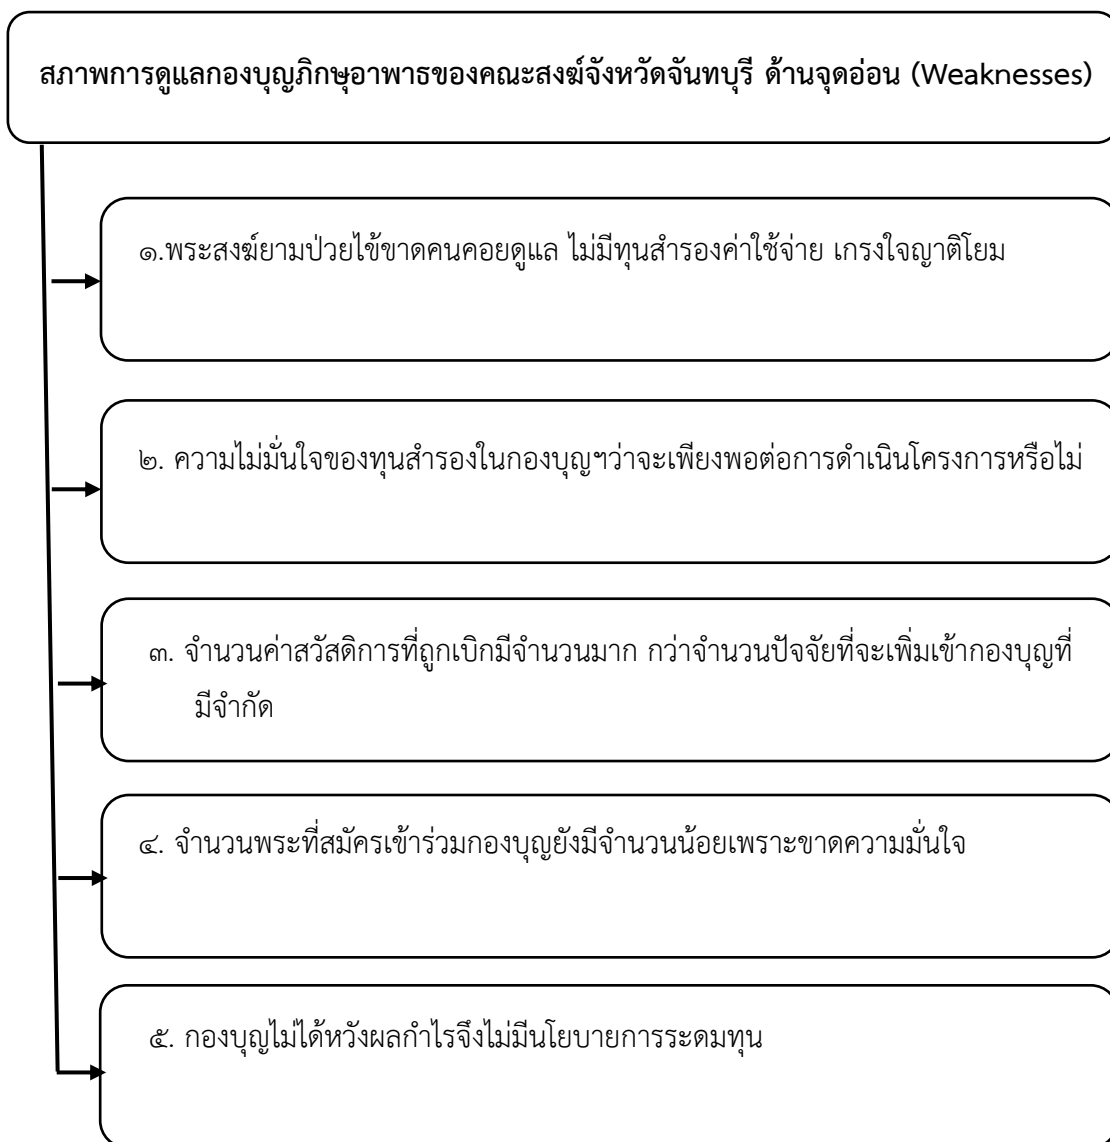 สภาพการดูแลกองบุญภิกษุอาพาธของคณะสงฆ์จังหวัดจันทบุรี ด้านจุดอ่อน (Weaknesses)
๑.พระสงฆ์ยามป่วยไข้ขาดคนคอยดูแล ไม่มีทุนสำรองค่าใช้จ่าย เกรงใจญาติโยม
๒. ความไม่มั่นใจของทุนสำรองในกองบุญฯว่าจะเพียงพอต่อการดำเนินโครงการหรือไม่
๓. จำนวนค่าสวัสดิการที่ถูกเบิกมีจำนวนมาก กว่าจำนวนปัจจัยที่จะเพิ่มเข้ากองบุญที่
มีจำกัด
๔. จำนวนพระที่สมัครเข้าร่วมกองบุญยังมีจำนวนน้อยเพราะขาดความมั่นใจ
๕. กองบุญไม่ได้หวังผลกำไรจึงไม่มีนโยบายการระดมทุน